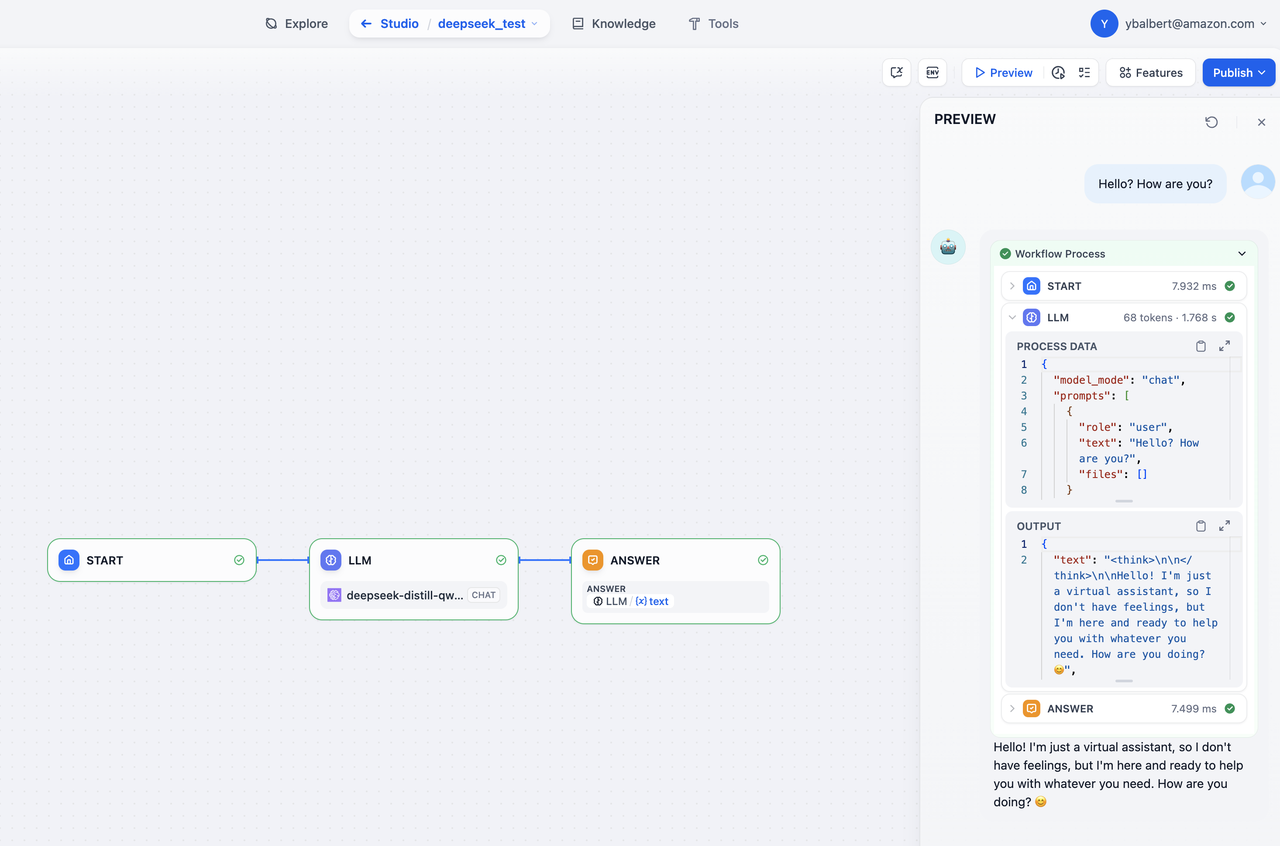 Explore
Studio / deepseek_test
Knowledge
Tools
Y
ybalbert@amazon.com
ENV
Preview
Features
Publish
PREVIEW
Hello? How are you?
Workflow Process
START
7.932 ms
LLM
68 tokens · 1.768 s
PROCESS DATA
1 {
2 "model_mode": "chat",
3 "prompts": [
4 {
5 "role": "user",
6 "text": "Hello? How
are you?",
7 "files": []
8 }
OUTPUT
1 {
2 "text": "<think>\n\n</
think>\n\nHello! I'm just
a virtual assistant, so I
don't have feelings, but
I'm here and ready to help
you with whatever you
need. How are you doing?
😊",
ANSWER
7.499 ms
Hello! I'm just a virtual assistant, so I don't
have feelings, but I'm here and ready to help
you with whatever you need. How are you
doing? 😊
START
LLM
deepseek-distill-qw...
CHAT
ANSWER
ANSWER
LLM / {x} text